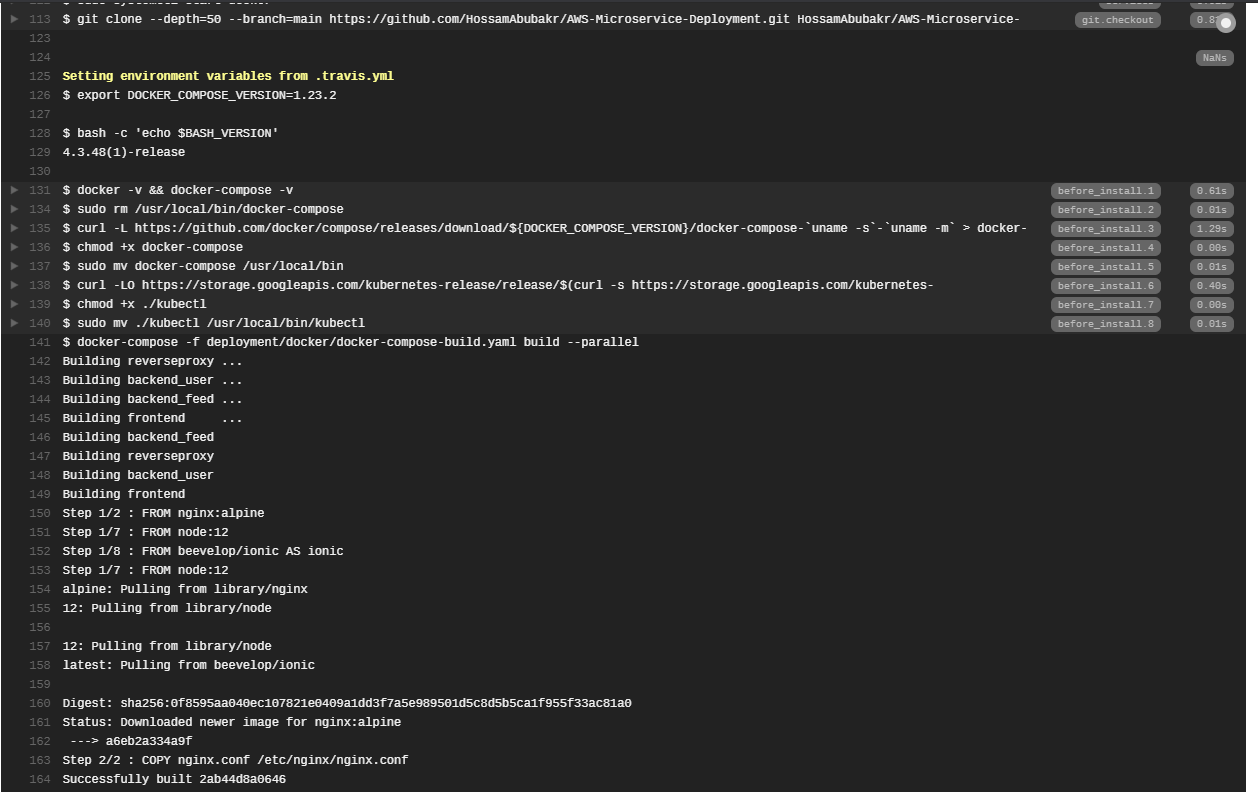 113 $ git clone --depth=50 --branch=main https://github.com/HossamAbubakr/AWS-Microservice-Deployment.git HossamAbubakr/AWS-Microservice- git.checkout
123
124 NaNs
125 Setting environment variables from .travis.yml
126 $ export DOCKER_COMPOSE_VERSION=1.23.2
127
128 $ bash -c 'echo $BASH_VERSION'
129 4.3.48(1)-release
130
131 $ docker -v && docker-compose -v before_install.1 0.61s
134 $ sudo rm /usr/local/bin/docker-compose before_install.2 0.01s
135 $ curl -L https://github.com/docker/compose/releases/download/${DOCKER_COMPOSE_VERSION}/docker-compose-`uname -s`-`uname -m` > docker- before_install.3 1.29s
136 $ chmod +x docker-compose before_install.4 0.00s
137 $ sudo mv docker-compose /usr/local/bin before_install.5 0.01s
138 $ curl -LO https://storage.googleapis.com/kubernetes-release/release/$(curl -s https://storage.googleapis.com/kubernetes- before_install.6 0.40s
139 $ chmod +x ./kubectl before_install.7 0.00s
140 $ sudo mv ./kubectl /usr/local/bin/kubectl before_install.8 0.01s
141 $ docker-compose -f deployment/docker/docker-compose-build.yaml build --parallel
142 Building reverseproxy ...
143 Building backend_user ...
144 Building backend_feed ...
145 Building frontend     ...
146 Building backend_feed
147 Building reverseproxy
148 Building backend_user
149 Building frontend
150 Step 1/2 : FROM nginx:alpine
151 Step 1/7 : FROM node:12
152 Step 1/8 : FROM beevelop/ionic AS ionic
153 Step 1/7 : FROM node:12
154 alpine: Pulling from library/nginx
155 12: Pulling from library/node
156
157 12: Pulling from library/node
158 latest: Pulling from beevelop/ionic
159
160 Digest: sha256:0f8595aa040ec107821e0409a1dd3f7a5e989501d5c8d5b5ca1f955f33ac81a0
161 Status: Downloaded newer image for nginx:alpine
162  ---> a6eb2a334a9f
163 Step 2/2 : COPY nginx.conf /etc/nginx/nginx.conf
164 Successfully built 2ab44d8a0646